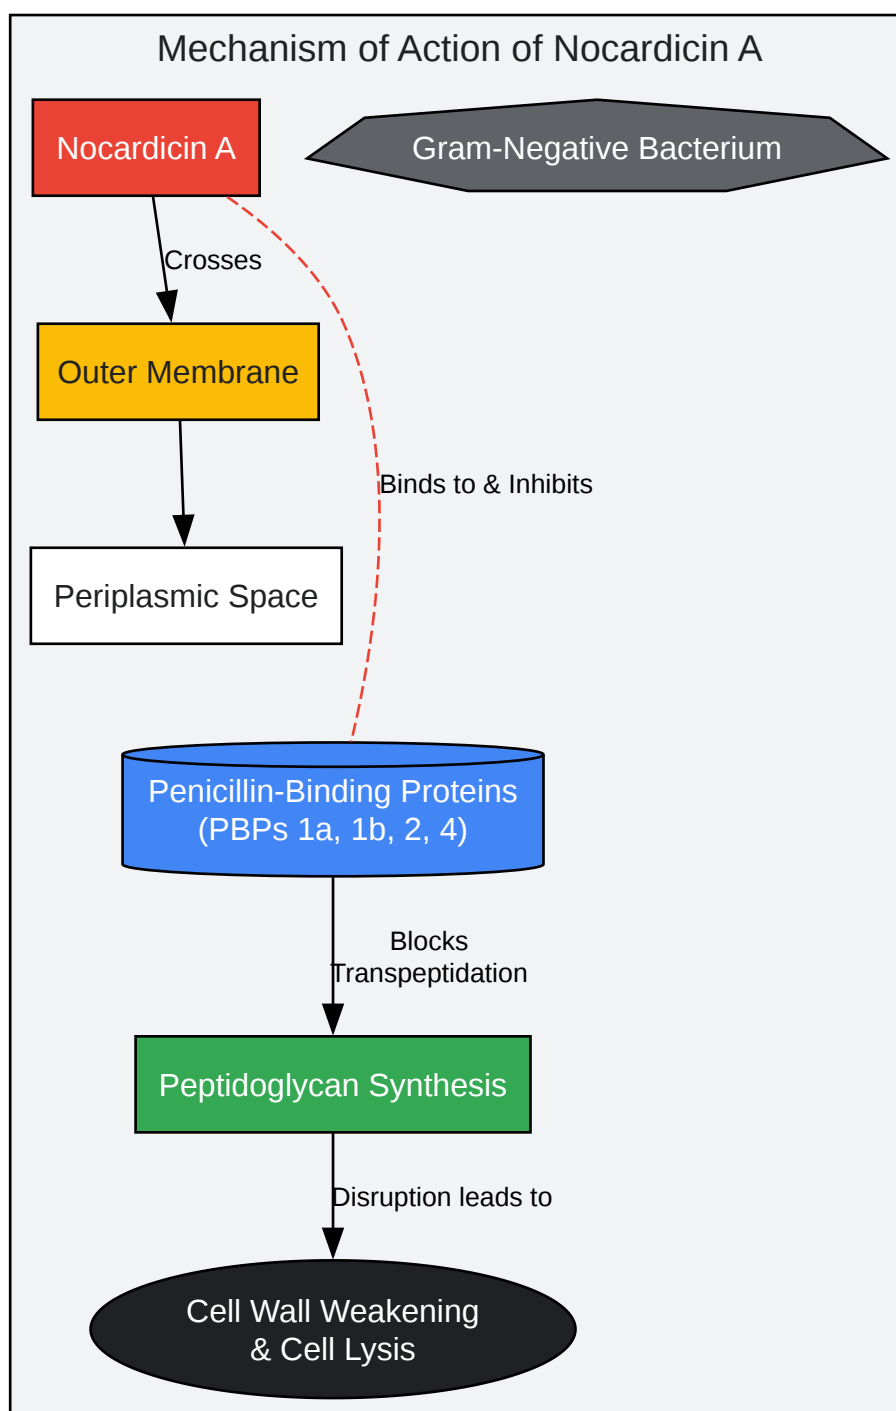 Mechanism of Action of Nocardicin A
Nocardicin A
Gram-Negative Bacterium
Crosses
Outer Membrane
Binds to & Inhibits
Periplasmic Space
Penicillin-Binding Proteins
(PBPs 1a, 1b, 2, 4)
Blocks
Transpeptidation
Peptidoglycan Synthesis
Disruption leads to
Cell Wall Weakening
& Cell Lysis